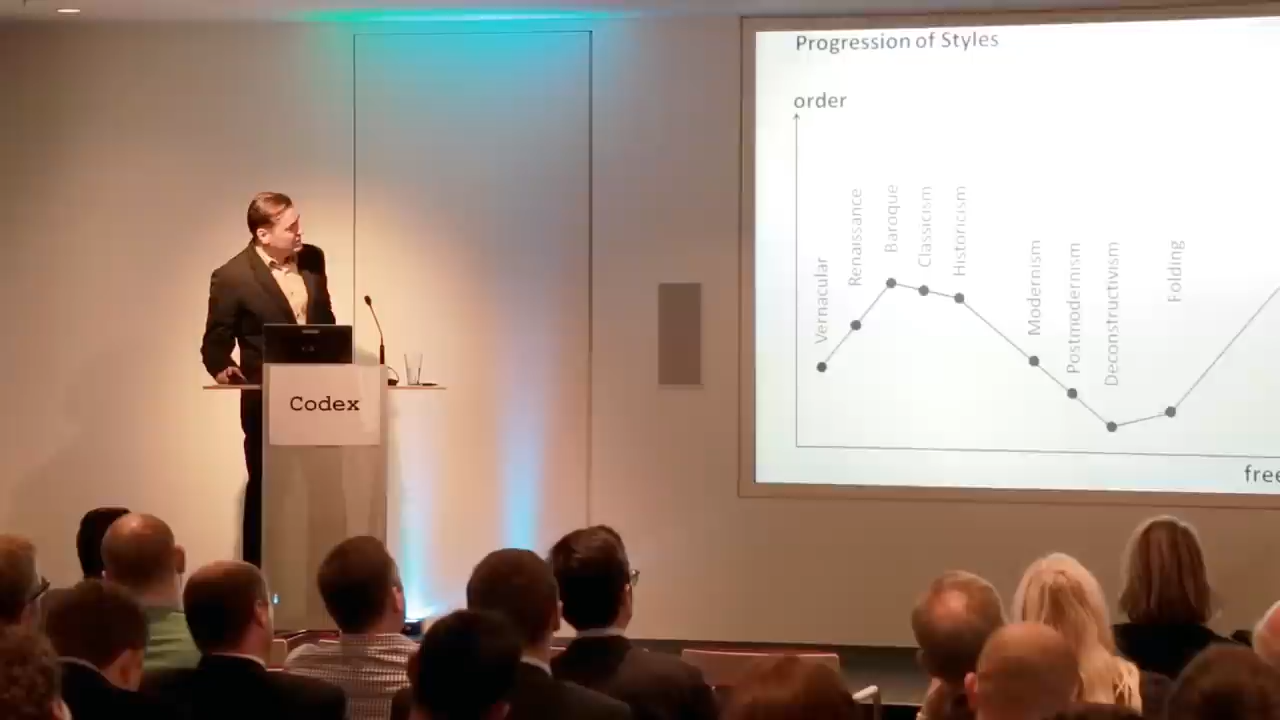 Progression of Styles
order
Vernacular
Renaissance
Baroque
Classicism
Historicism
Modernism
Postmodernism
Deconstructivism
Folding
free
Codex